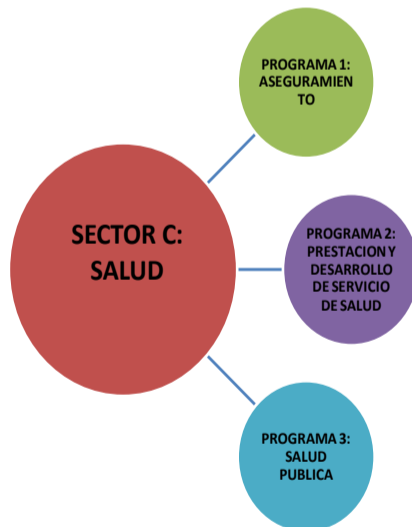 PROGRAMA 1:
ASEGURAMIEN
TO
SECTOR C:
SALUD
PROGRAMA 2:
PRESTACION Y
DESARROLLO
DE SERVICIO
DE SALUD
PROGRAMA 3:
SALUD
PUBLICA